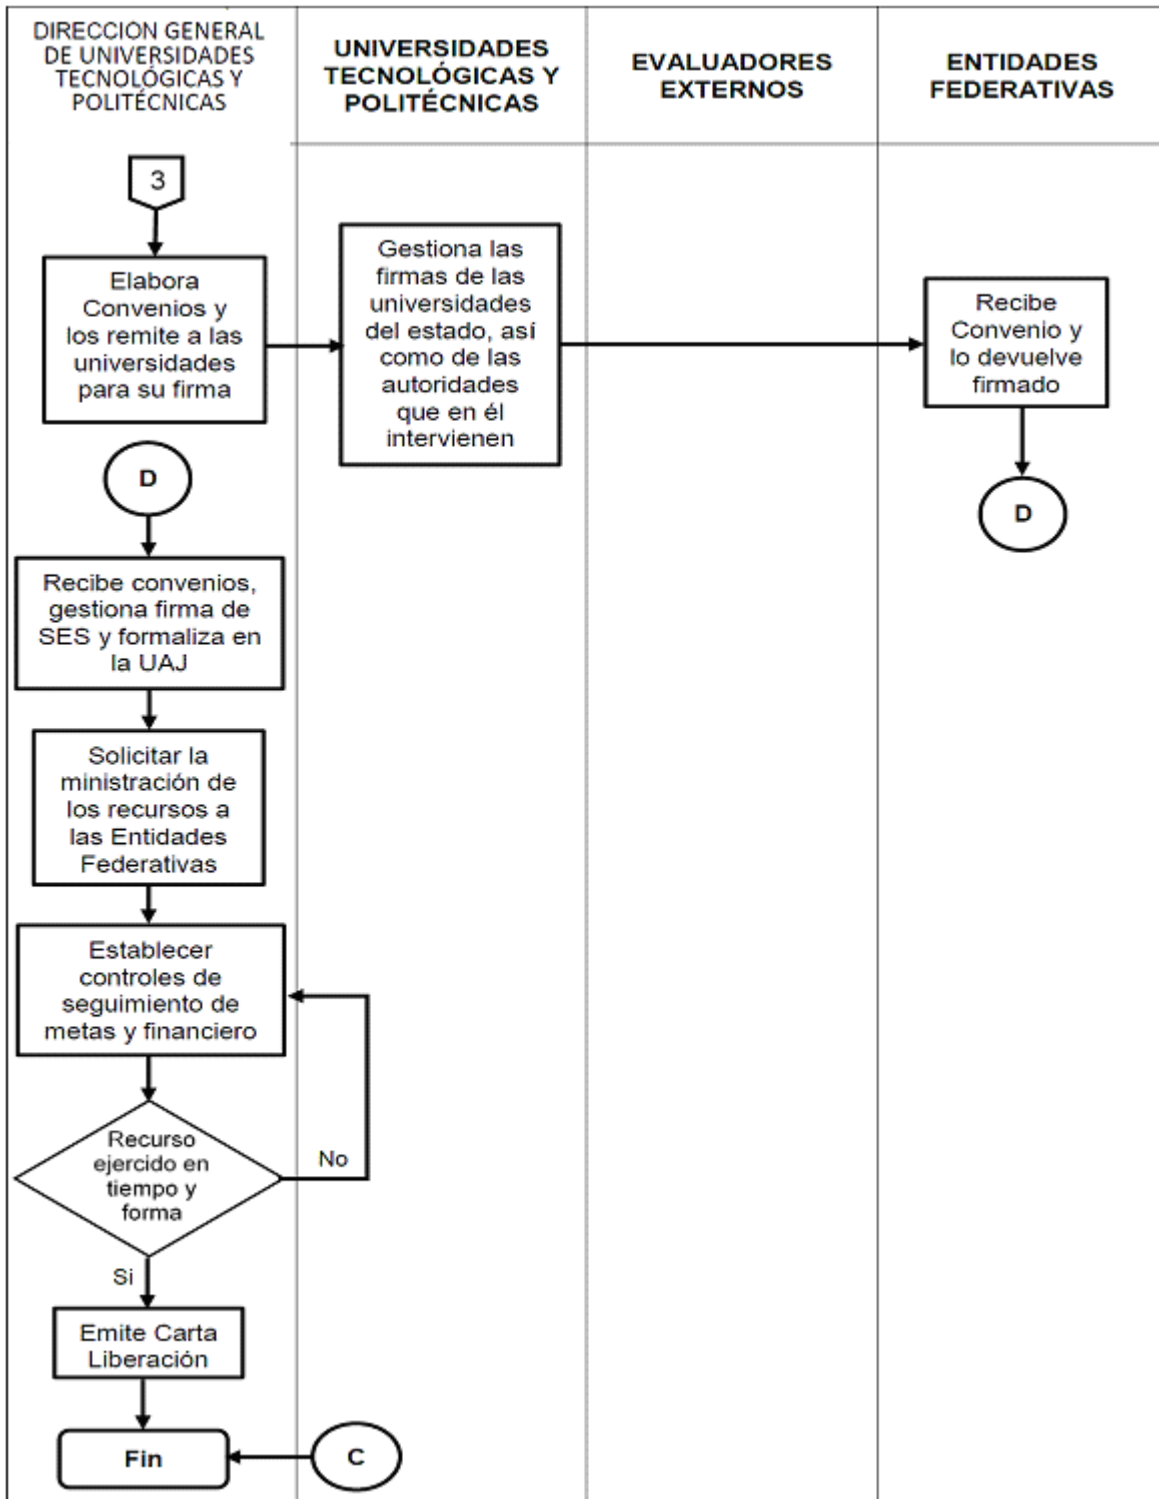 DIRECCION GENERAL
DE UNIVERSIDADES
TECNOLÓGICAS Y
POLITÉCNICAS
UNIVERSIDADES
TECNOLÓGICAS Y
POLITÉCNICAS
EVALUADORES
EXTERNOS
ENTIDADES
FEDERATIVAS
3
Elabora
Convenios y
los remite a las
universidades
para su firma
Gestiona las
firmas de las
universidades
del estado, así
como de las
autoridades
que en él
intervienen
Recibe
Convenio y
lo devuelve
firmado
D
D
Recibe convenios,
gestiona firma de
SES y formaliza en
la UAJ
Solicitar la
ministración de
los recursos a
las Entidades
Federativas
Establecer
controles de
seguimiento de
metas y financiero
Recurso
ejercido en
tiempo y
forma
No
Si
Emite Carta
Liberación
Fin
C